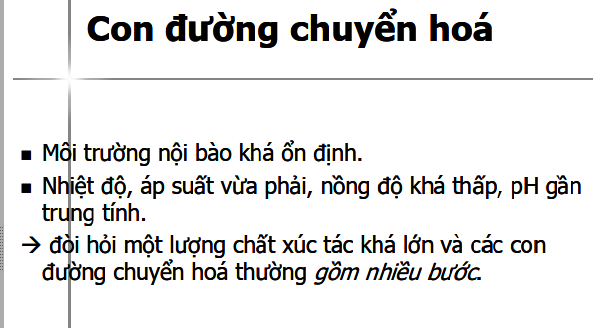 Con đường chuyển hoá
▪ Môi trường nội bào khá ổn định.
▪ Nhiệt độ, áp suất vừa phải, nồng độ khá thấp, pH gần
trung tính.
→ đòi hỏi một lượng chất xúc tác khá lớn và các con
đường chuyển hoá thường gồm nhiều bước.